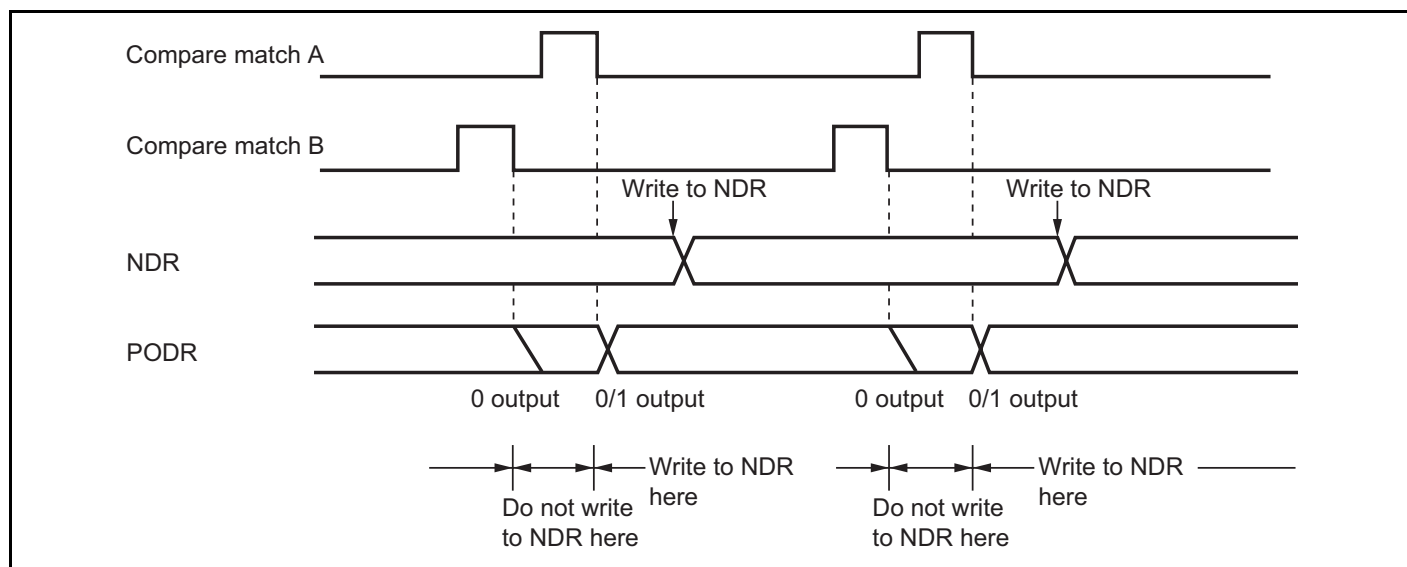 Compare match A
Compare match B
Write to NDR
Write to NDR
NDR
PODR
0 output
0/1 output
0 output
0/1 output
Write to NDR
here
Write to NDR
here
Do not write
to NDR here
Do not write
to NDR here